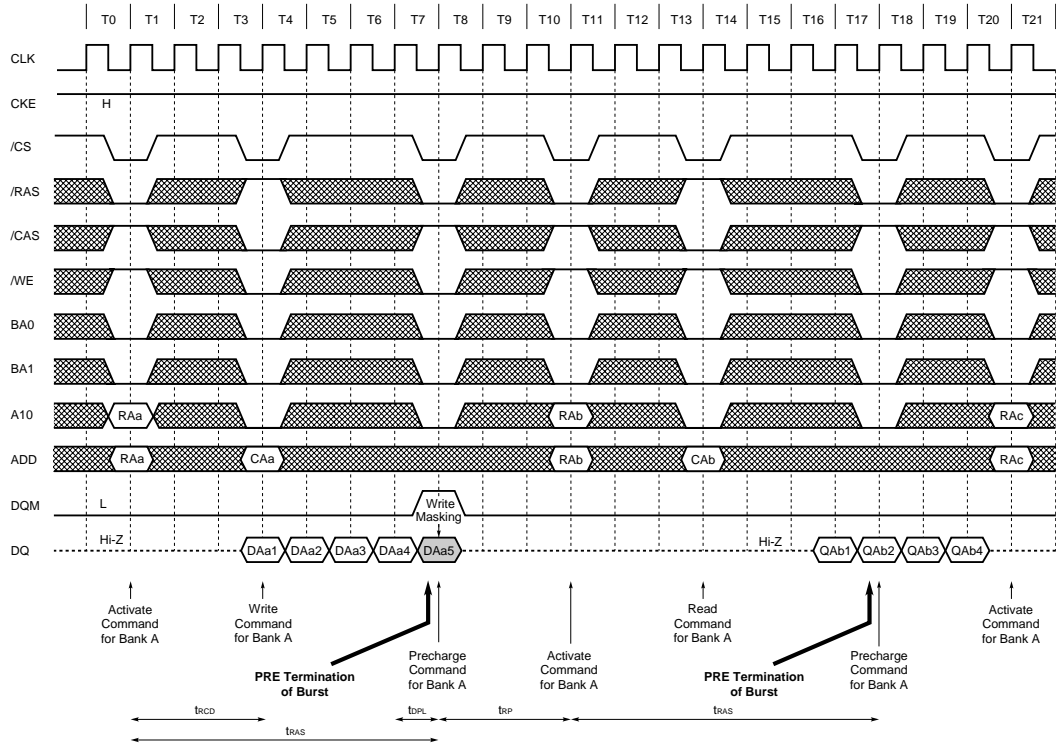 T0 T1 T2 T3 T4 T5 T6 T7 T8 T9 T10 T11 T12 T13 T14 T15 T16 T17 T18 T19 T20 T21
CLK
CKE H
/CS
/RAS
/CAS
/WE
BA0
BA1
A10 RAa RAb RAc
ADD RAa CAa RAb CAb RAc
DQM L Write
Masking
DQ Hi-Z DAa1 DAa2 DAa3 DAa4 DAa5 Hi-Z QAb1 QAb2 QAb3 QAb4
Activate
Command
for Bank A
Write
Command
for Bank A
PRE Termination
of Burst
Precharge
Command
for Bank A
Activate
Command
for Bank A
Read
Command
for Bank A
PRE Termination
of Burst
Precharge
Command
for Bank A
Activate
Command
for Bank A
tRCD tDPL tRP tRAS
tRAS